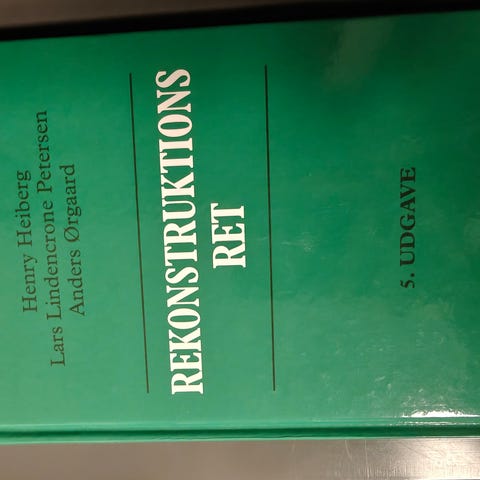 Henry Heiberg
Lars Lindencrone Petersen
Anders Ørgaard
REKONSTRUKTIONS
RET
5. UDGAVE